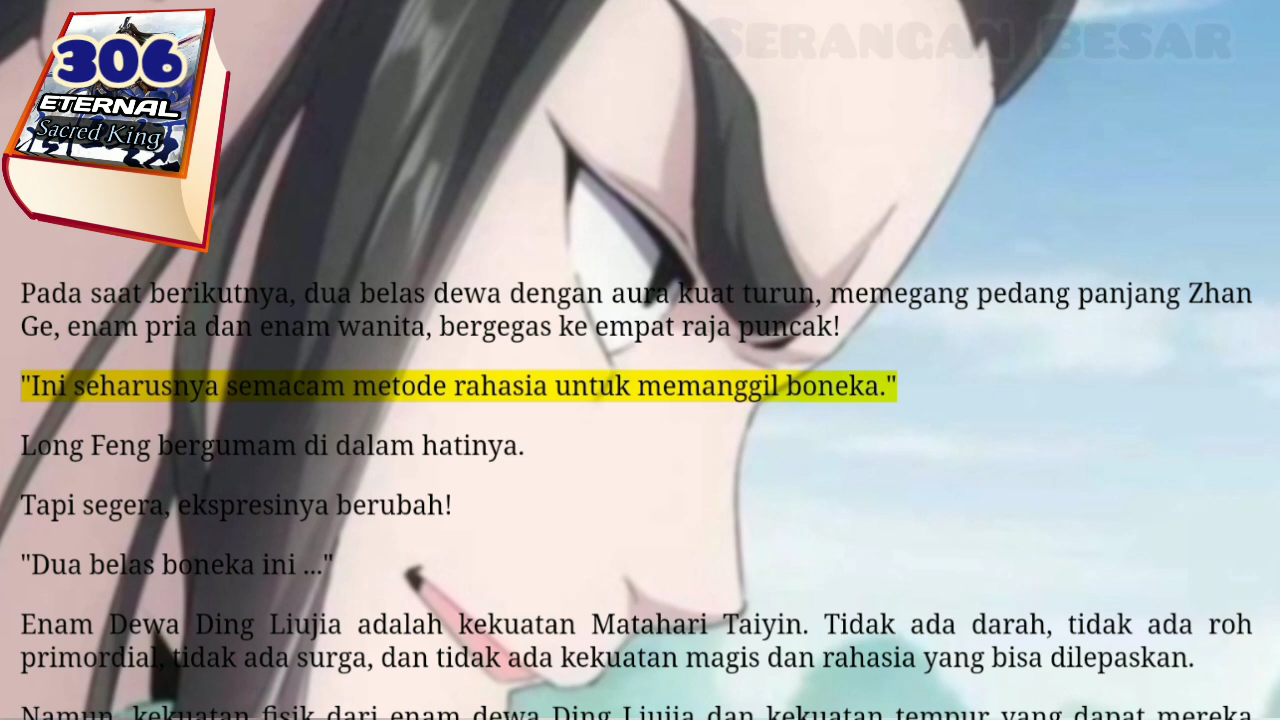 Serangan Besar
306
ETERNAL
Sacred King
Pada saat berikutnya, dua belas dewa dengan aura kuat turun, memegang pedang panjang Zhan
Ge, enam pria dan enam wanita, bergegas ke empat raja puncak!
"Ini seharusnya semacam metode rahasia untuk memanggil boneka."
Long Feng bergumam di dalam hatinya.
Tapi segera, ekspresinya berubah!
"Dua belas boneka ini ..."
Enam Dewa Ding Liujia adalah kekuatan Matahari Taiyin. Tidak ada darah, tidak ada roh
primordial, tidak ada surga, dan tidak ada kekuatan magis dan rahasia yang bisa dilepaskan.
Namun, kekuatan fisik dari enam dewa Ding Liujia dan kekuatan tempur yang dapat mereka